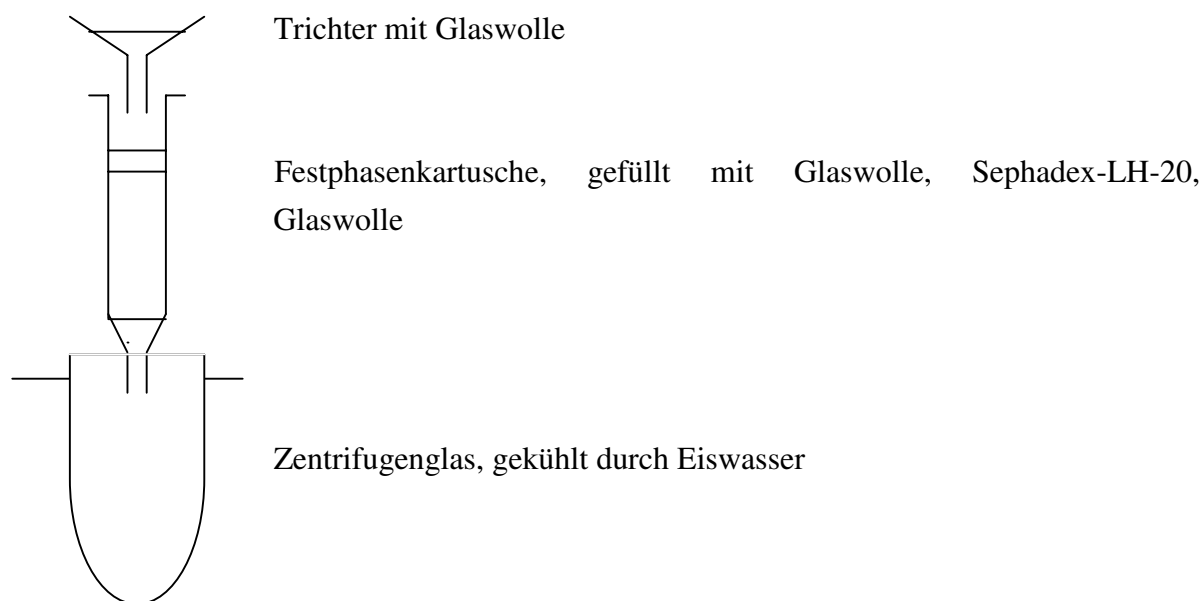 Trichter mit Glaswolle
Festphasenkartusche, gefüllt mit Glaswolle, Sephadex-LH-20,
Glaswolle
Zentrifugenglas, gekühlt durch Eiswasser